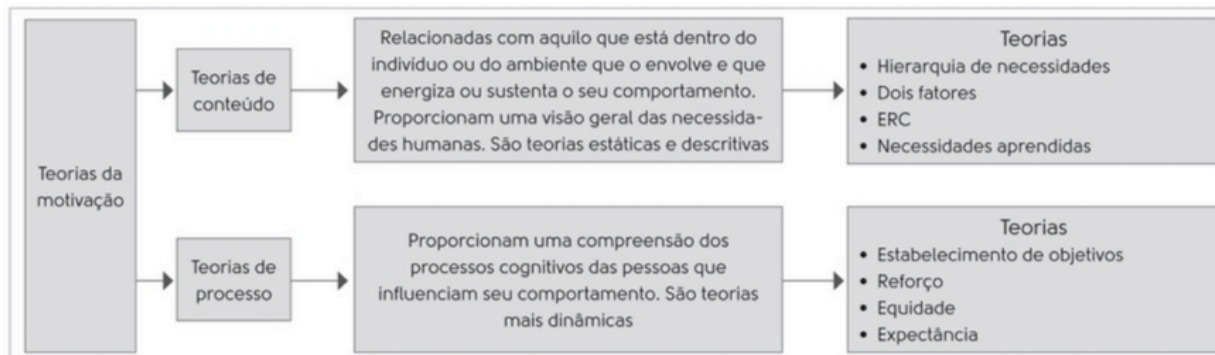 Teorias da
motivação
Teorias de
conteúdo
Relacionadas com aquilo que está dentro do
indivíduo ou do ambiente que o envolve e que
energiza ou sustenta o seu comportamento.
Proporcionam uma visão geral das necessida-
des humanas. São teorias estáticas e descritivas
Teorias
• Hierarquia de necessidades
• Dois fatores
• ERC
• Necessidades aprendidas
Teorias de
processo
Proporcionam uma compreensão dos
processos cognitivos das pessoas que
influenciam seu comportamento. São teorias
mais dinâmicas
Teorias
• Estabelecimento de objetivos
• Reforço
• Equidade
• Expectância